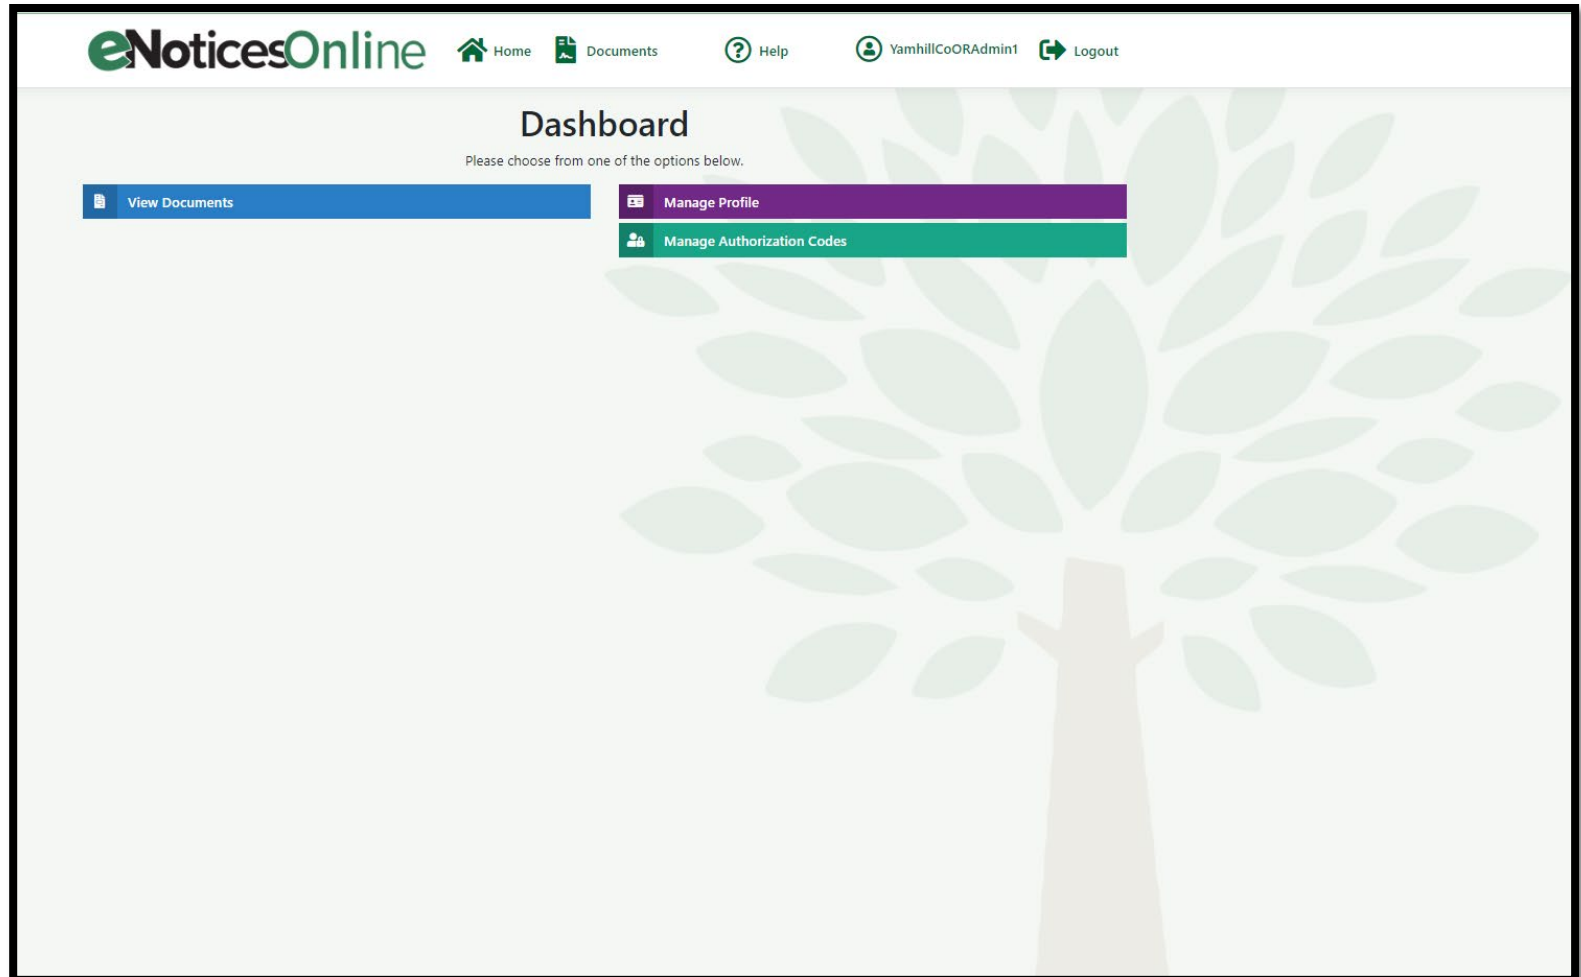 eNoticesOnline Home Documents Help YamhillCoORAdmin1 Logout
Dashboard
Please choose from one of the options below.
View Documents
Manage Profile
Manage Authorization Codes